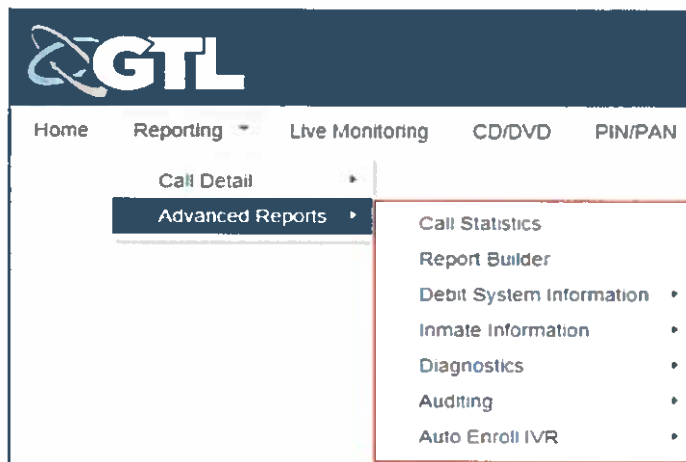 GTL
Home Reporting Live Monitoring CD/DVD PIN/PAN
Call Detail
Advanced Reports
Call Statistics
Report Builder
Debit System Information
Inmate Information
Diagnostics
Auditing
Auto Enroll IVR